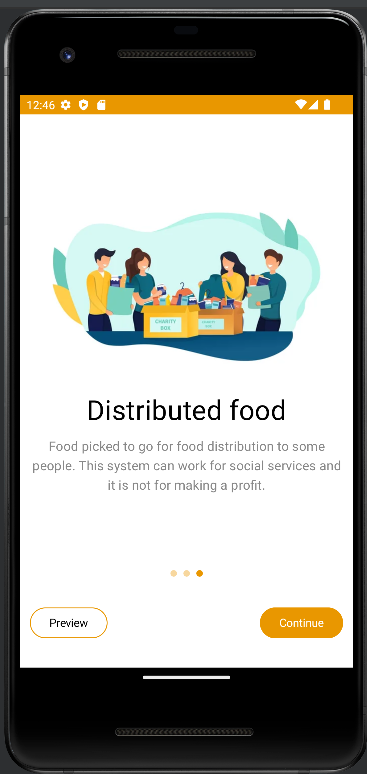 12:46
CHARITY
BOX
CHARITY
BOX
Distributed food
Food picked to go for food distribution to some
people. This system can work for social services and
it is not for making a profit.
Preview
Continue